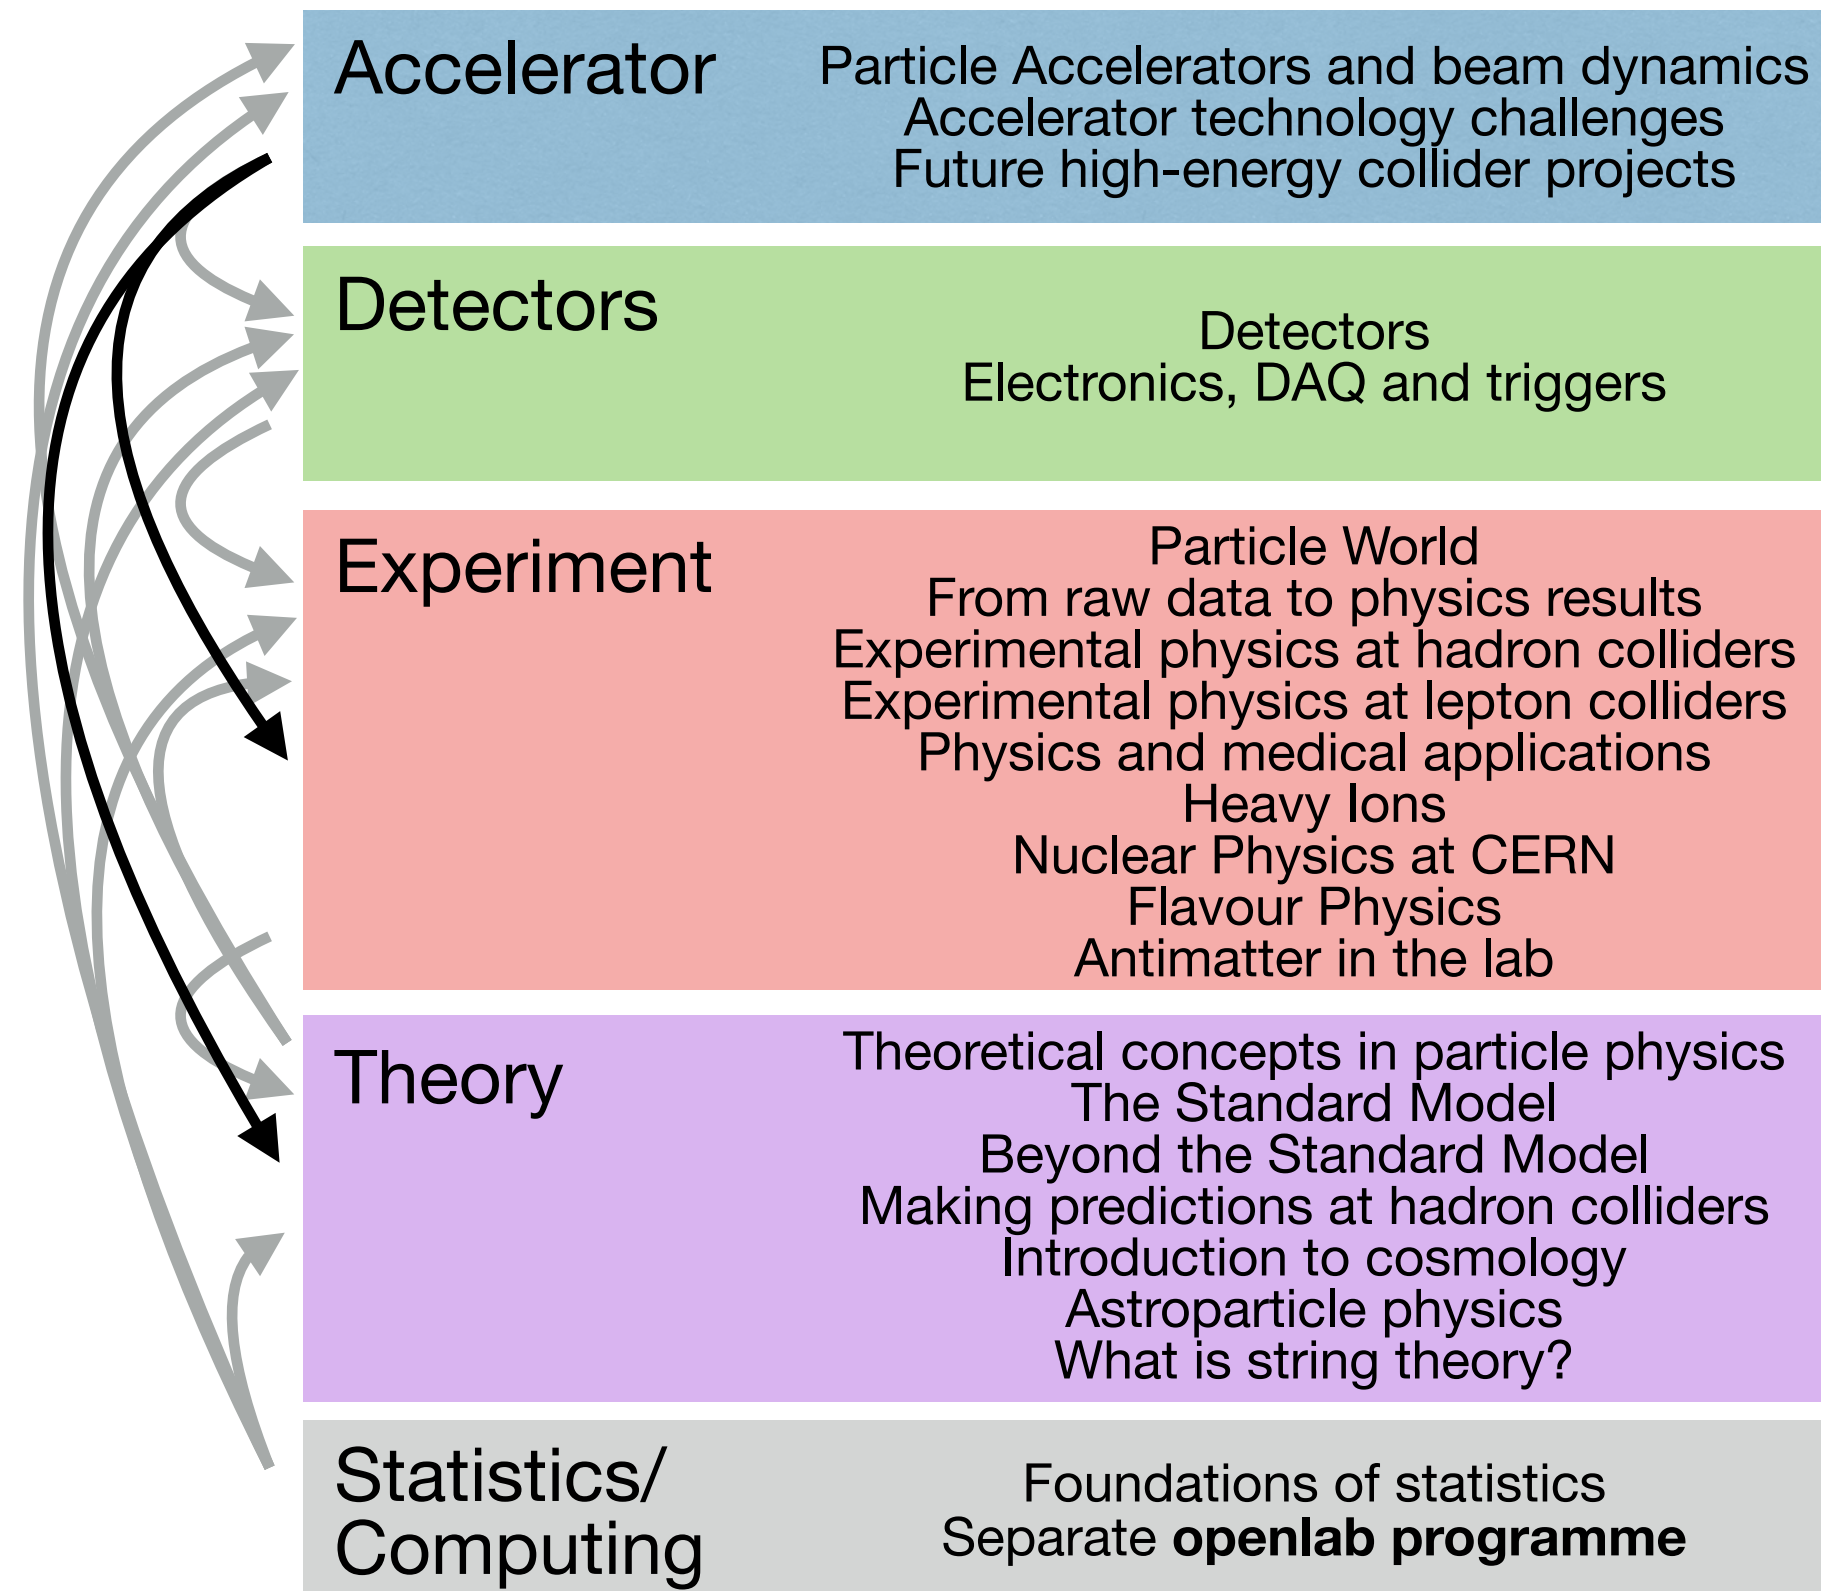 Accelerator
Particle Accelerators and beam dynamics
Accelerator technology challenges
Future high-energy collider projects
Detectors
Detectors
Electronics, DAQ and triggers
Experiment
Particle World
From raw data to physics results
Experimental physics at hadron colliders
Experimental physics at lepton colliders
Physics and medical applications
Heavy Ions
Nuclear Physics at CERN
Flavour Physics
Antimatter in the lab
Theory
Theoretical concepts in particle physics
The Standard Model
Beyond the Standard Model
Making predictions at hadron colliders
Introduction to cosmology
Astroparticle physics
What is string theory?
Statistics/
Computing
Foundations of statistics
Separate openlab programme